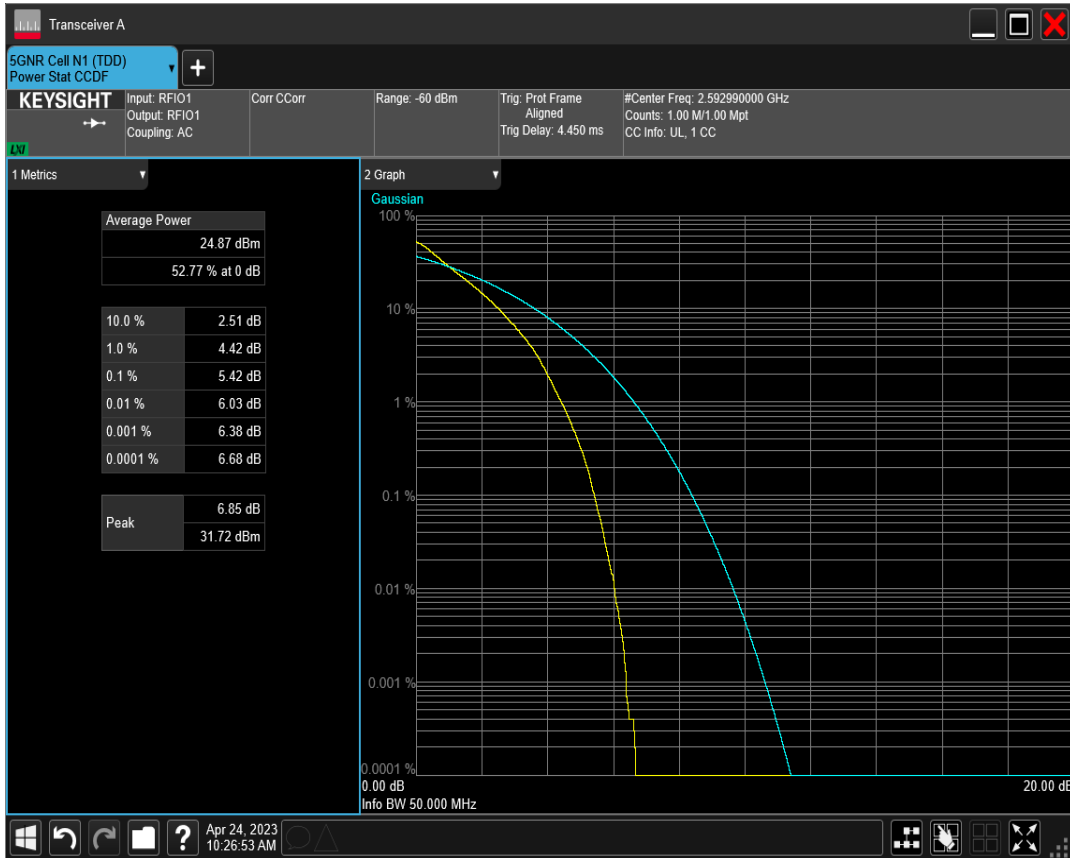 Transceiver A
5GNR Cell N1 (TDD)
Power Stat CCDF
+
KEYSIGHT
LXI
Input: RFIO1
Output: RFIO1
Coupling: AC
Corr CCorr
Range: -60 dBm
Trig: Prot Frame
Aligned
Trig Delay: 4.450 ms
#Center Freq: 2.592990000 GHz
Counts: 1.00 M/1.00 Mpt
CC Info: UL, 1 CC
1 Metrics
Average Power
24.87 dBm
52.77 % at 0 dB
10.0 % 2.51 dB
1.0 % 4.42 dB
0.1 % 5.42 dB
0.01 % 6.03 dB
0.001 % 6.38 dB
0.0001 % 6.68 dB
Peak 6.85 dB
31.72 dBm
2 Graph
Gaussian
100 %
10 %
1 %
0.1 %
0.01 %
0.001 %
0.0001 %
0.00 dB 20.00 dB
Info BW 50.000 MHz
?
Apr 24, 2023
10:26:53 AM